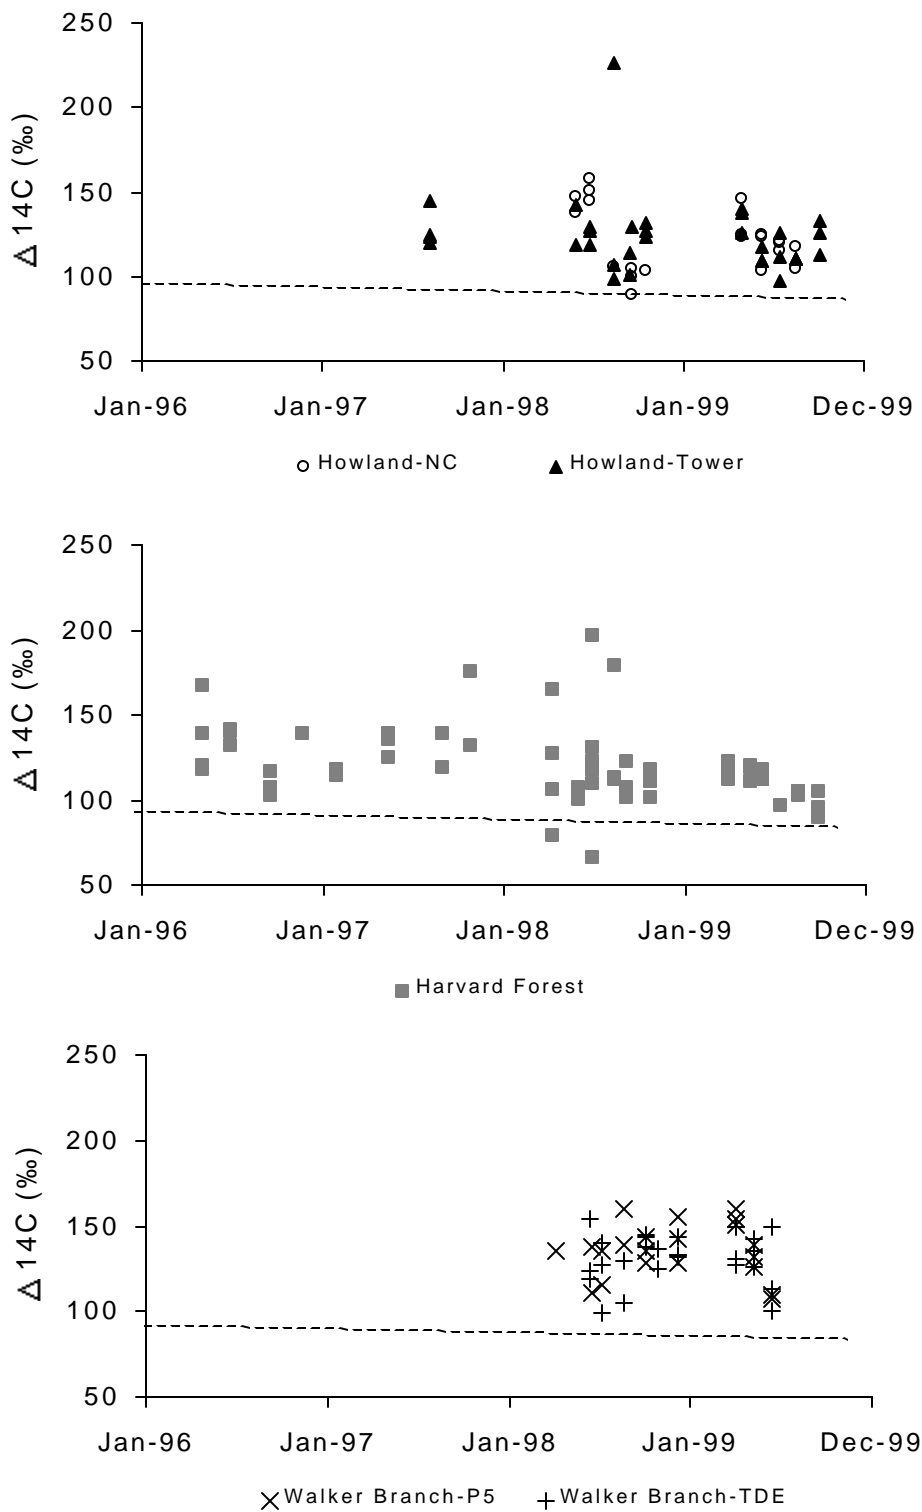 250
200
150
100
50
Δ14C (‰)
Jan-96 Jan-97 Jan-98 Jan-99 Dec-99
Howland-NC Howland-Tower
250
200
150
100
50
Δ14C (‰)
Jan-96 Jan-97 Jan-98 Jan-99 Dec-99
Harvard Forest
250
200
150
100
50
Δ14C (‰)
Jan-96 Jan-97 Jan-98 Jan-99 Dec-99
Walker Branch-P5 Walker Branch-TDE